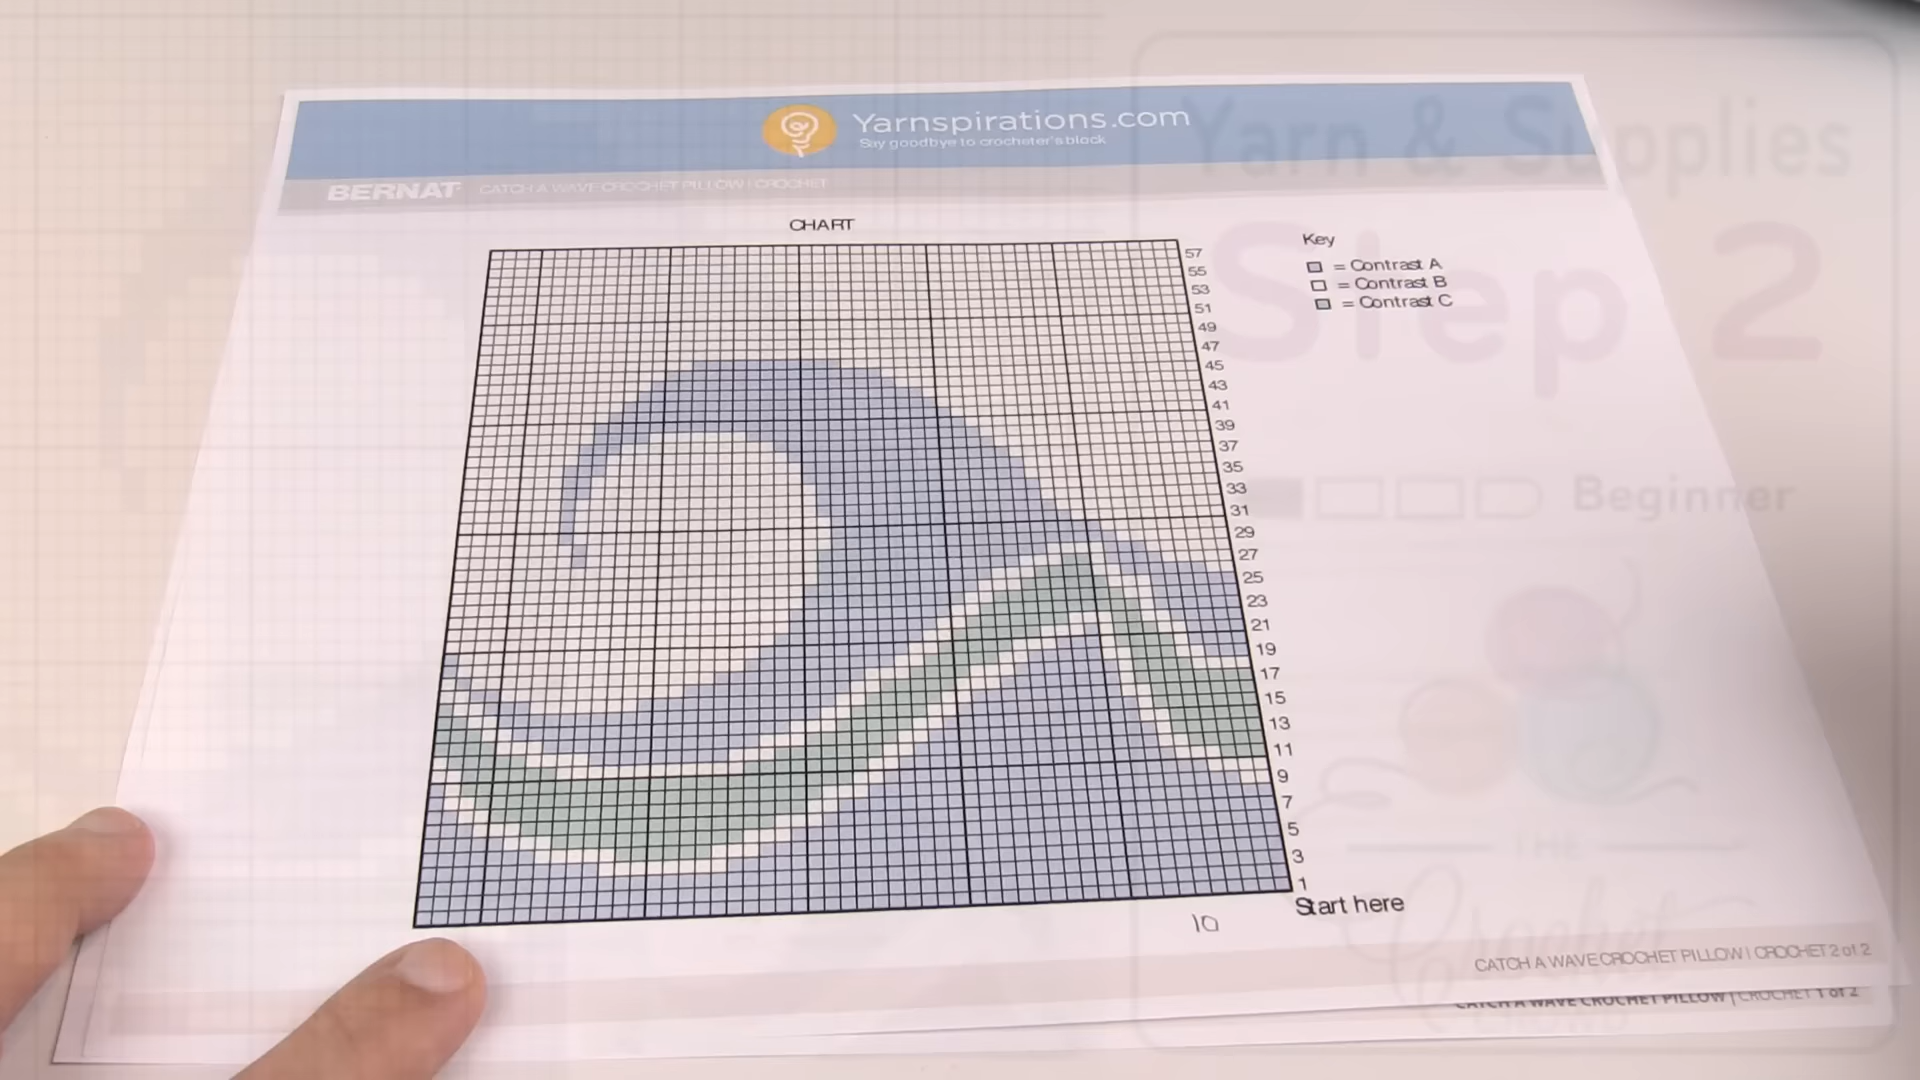 Yarnspirations.com
Say goodbye to crochster's block
BERNAT CATCH A WAVE CROCHET PILLOW | CROCHET
CHART
Yarn & Supplies
Step 2
Key
= Contrast A
= Contrast B
= Contrast C
57
55
53
51
49
47
45
43
41
39
37
35
33
31
29
27
25
23
21
19
17
15
13
11
9
7
5
3
1
Beginner
THE
Crochet
Start here
10
CATCH A WAVE CROCHET PILLOW | CROCHET 2 of 2
CATCH A WAVE CROCHET PILLOW | CROCHET 1 of 2